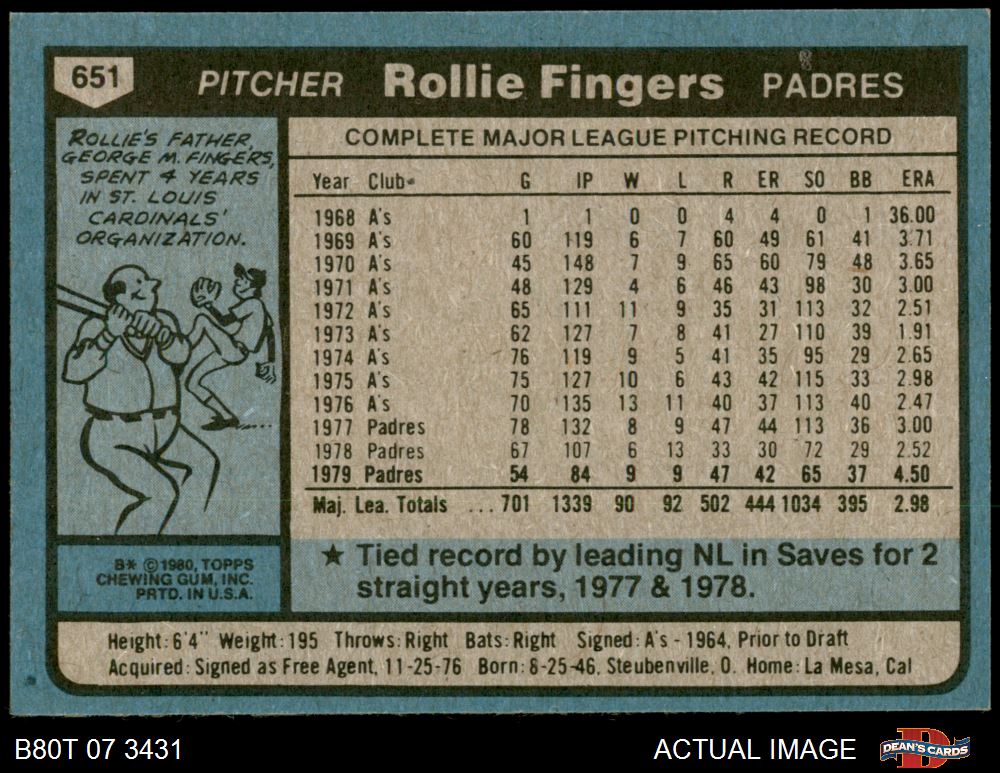 651 PITCHER Rollie Fingers PADRES
ROLLIE'S FATHER,
GEORGE M. FINGERS,
SPENT 4 YEARS
IN ST. LOUIS
CARDINALS'
ORGANIZATION.
COMPLETE MAJOR LEAGUE PITCHING RECORD
Year Club G IP W L R ER SO BB ERA
1968 A's 1 1 0 0 4 4 0 1 36.00
1969 A's 60 119 6 7 60 49 61 41 3.71
1970 A's 45 148 7 9 65 60 79 48 3.65
1971 A's 48 129 4 6 46 43 98 30 3.00
1972 A's 65 111 11 9 35 31 113 32 2.51
1973 A's 62 127 7 8 41 27 110 39 1.91
1974 A's 76 119 9 5 41 35 95 29 2.65
1975 A's 75 127 10 6 43 42 115 33 2.98
1976 A's 70 135 13 11 40 37 113 40 2.47
1977 Padres 78 132 8 9 47 44 113 36 3.00
1978 Padres 67 107 6 13 33 30 72 29 2.52
1979 Padres 54 84 9 9 47 42 65 37 4.50
Maj. Lea. Totals ... 701 1339 90 92 502 444 1034 395 2.98
★ Tied record by leading NL in Saves for 2
straight years, 1977 & 1978.
B* ©1980, TOPPS
CHEWING GUM, INC.
PRTD. IN U.S.A.
Height: 6'4" Weight: 195 Throws: Right Bats: Right Signed: A's - 1964, Prior to Draft
Acquired: Signed as Free Agent, 11-25-76 Born: 8-25-46, Steubenville, O. Home: La Mesa, Cal
B80T 07 3431
ACTUAL IMAGE
DEAN'S CARDS